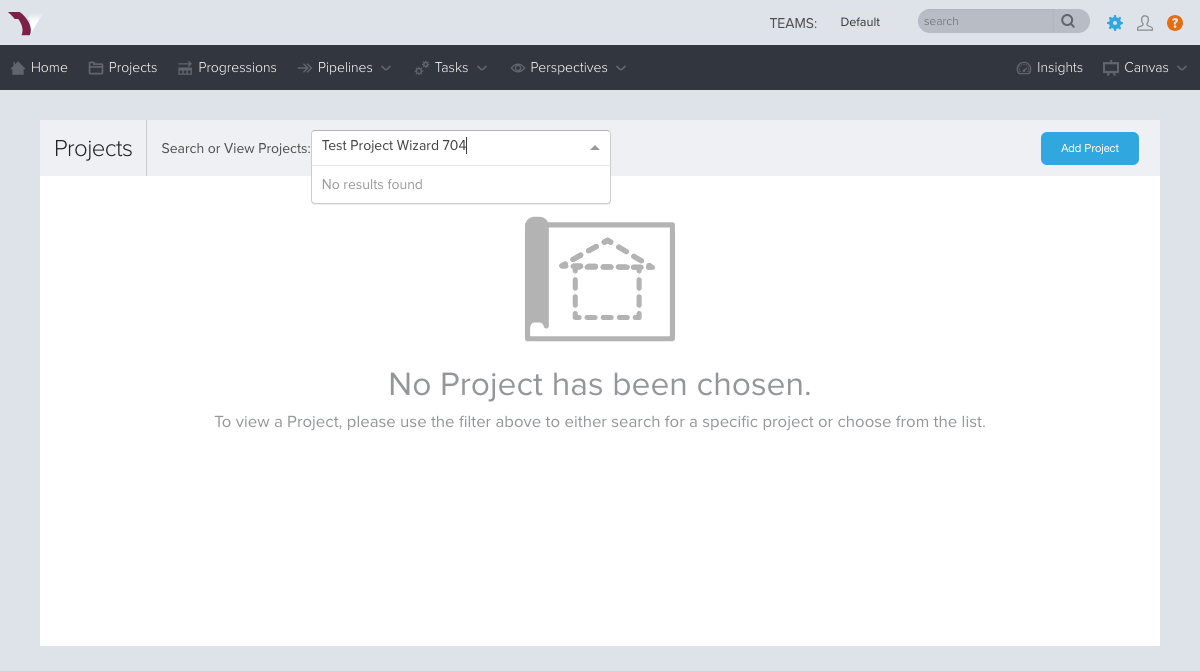 TEAMS: Default search ?
Home Projects Progressions Pipelines Tasks Perspectives Insights Canvas
Projects Search or View Projects: Test Project Wizard 704 Add Project
No results found
No Project has been chosen.
To view a Project, please use the filter above to either search for a specific project or choose from the list.